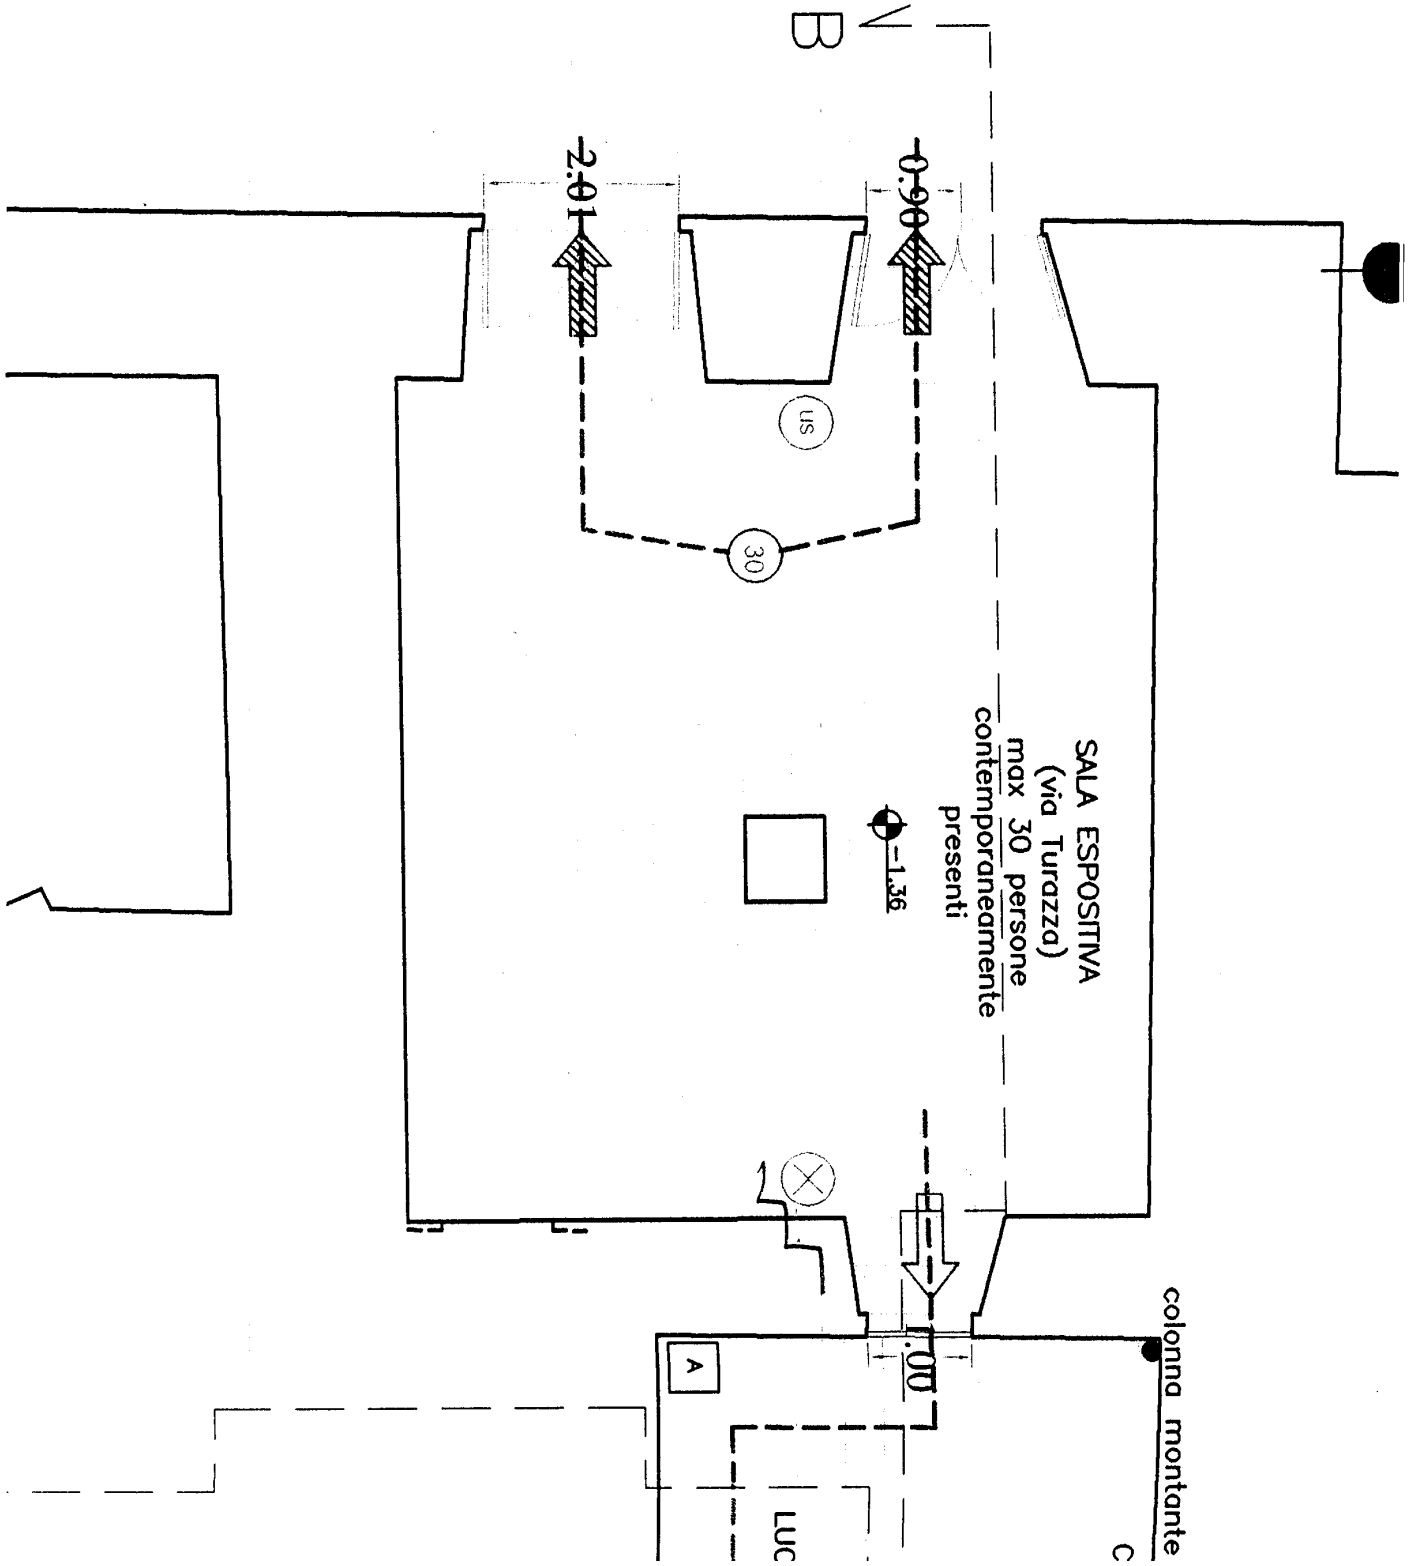 B
2.01
0.90
us
30
SALA ESPOSITIVA
(via Turazza)
max 30 persone
contemporaneamente
presenti
-1.36
1.00
A
colonna montante
LUC
C